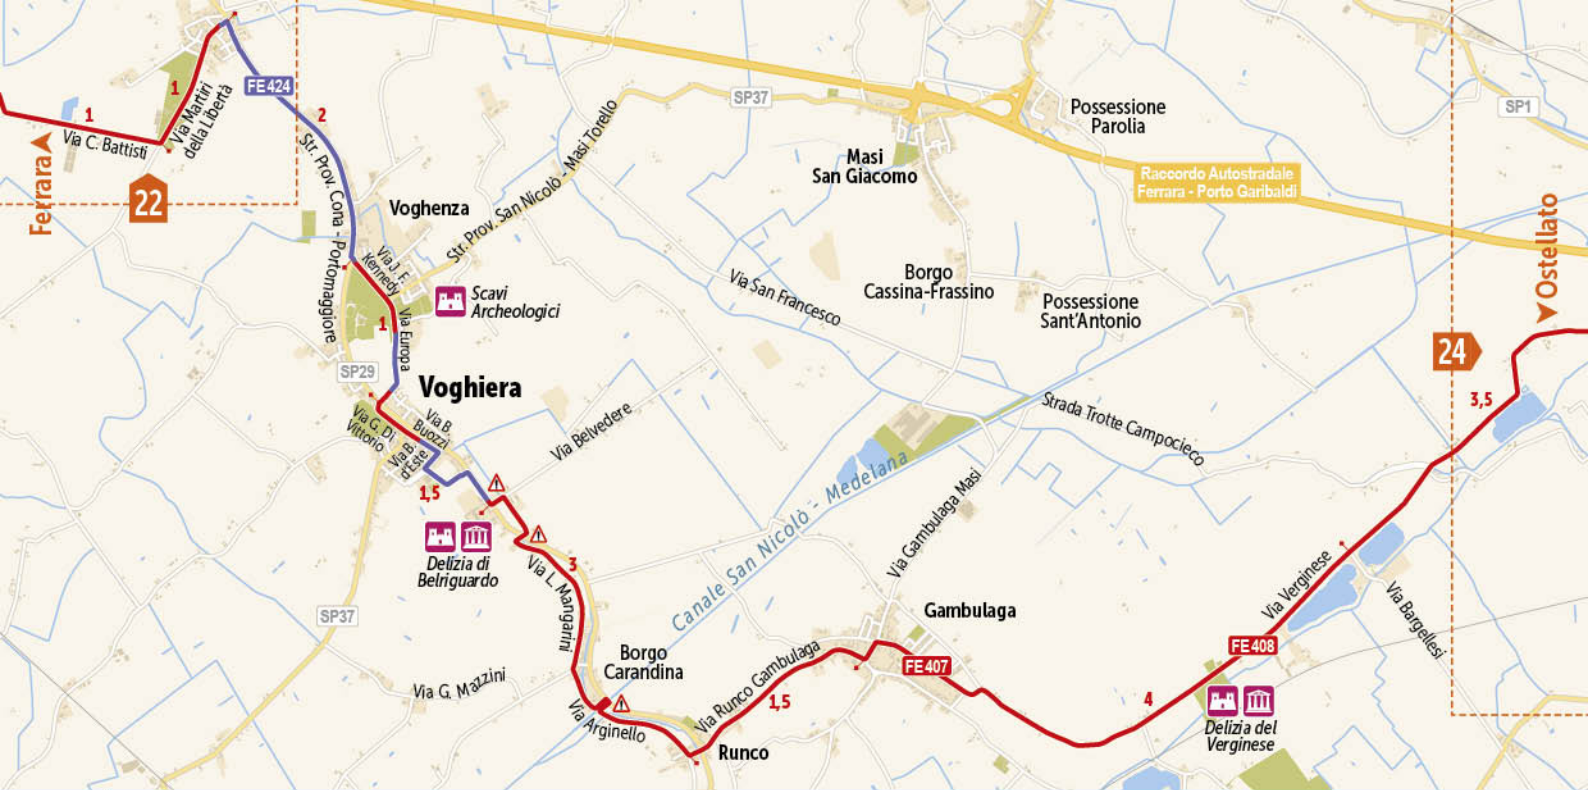 FE424
1
1
2
Via C. Battisti
Via Martiri
della Libertà
Ferrara
22
Str. Prov. Cona - Portomaggiore
Voghenza
Str. Prov. San Nicolò - Masi Torello
SP37
Masi
San Giacomo
Possessione
Parolia
SP1
Raccordo Autostradale
Ferrara - Porto Garibaldi
Ostellato
Via J. F.
Kennedy
Scavi
Archeologici
1
Via Europa
Via San Francesco
Borgo
Cassina-Frassino
Possessione
Sant'Antonio
24
SP29
Voghiera
Via G. Di
Vittorio
Via B.
Buozzi
Via B.
d'Este
Via Belvedere
Strada Trotte Campocieco
3,5
1,5
Canale San Nicolò - Medelana
Via Gambulaga Masi
Delizia di
Belriguardo
3
Via L. Mangarini
Via Verginese
Via Bargellesi
SP37
Gambulaga
FE408
Borgo
Carandina
Via G. Mazzini
Via Runco Gambulaga
FE407
1,5
4
Via Arginello
Runco
Delizia del
Verginese